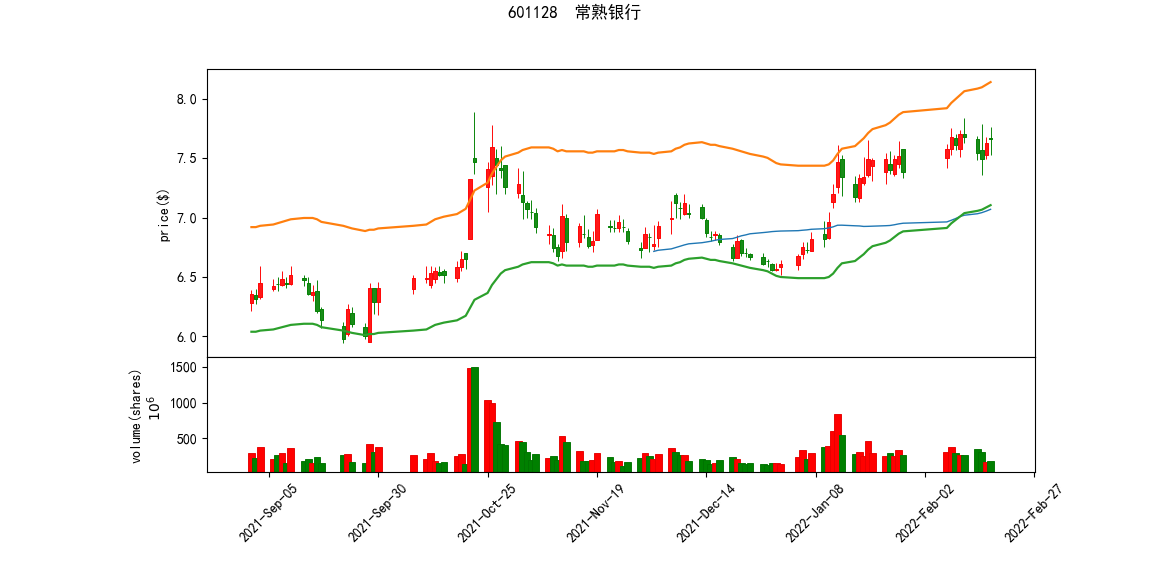 601128 常熟银行
price($)
8.0
7.5
7.0
6.5
6.0
volume(shares)
10^6
1500
1000
500
2021-Sep-05
2021-Sep-30
2021-Oct-25
2021-Nov-19
2021-Dec-14
2022-Jan-08
2022-Feb-02
2022-Feb-27